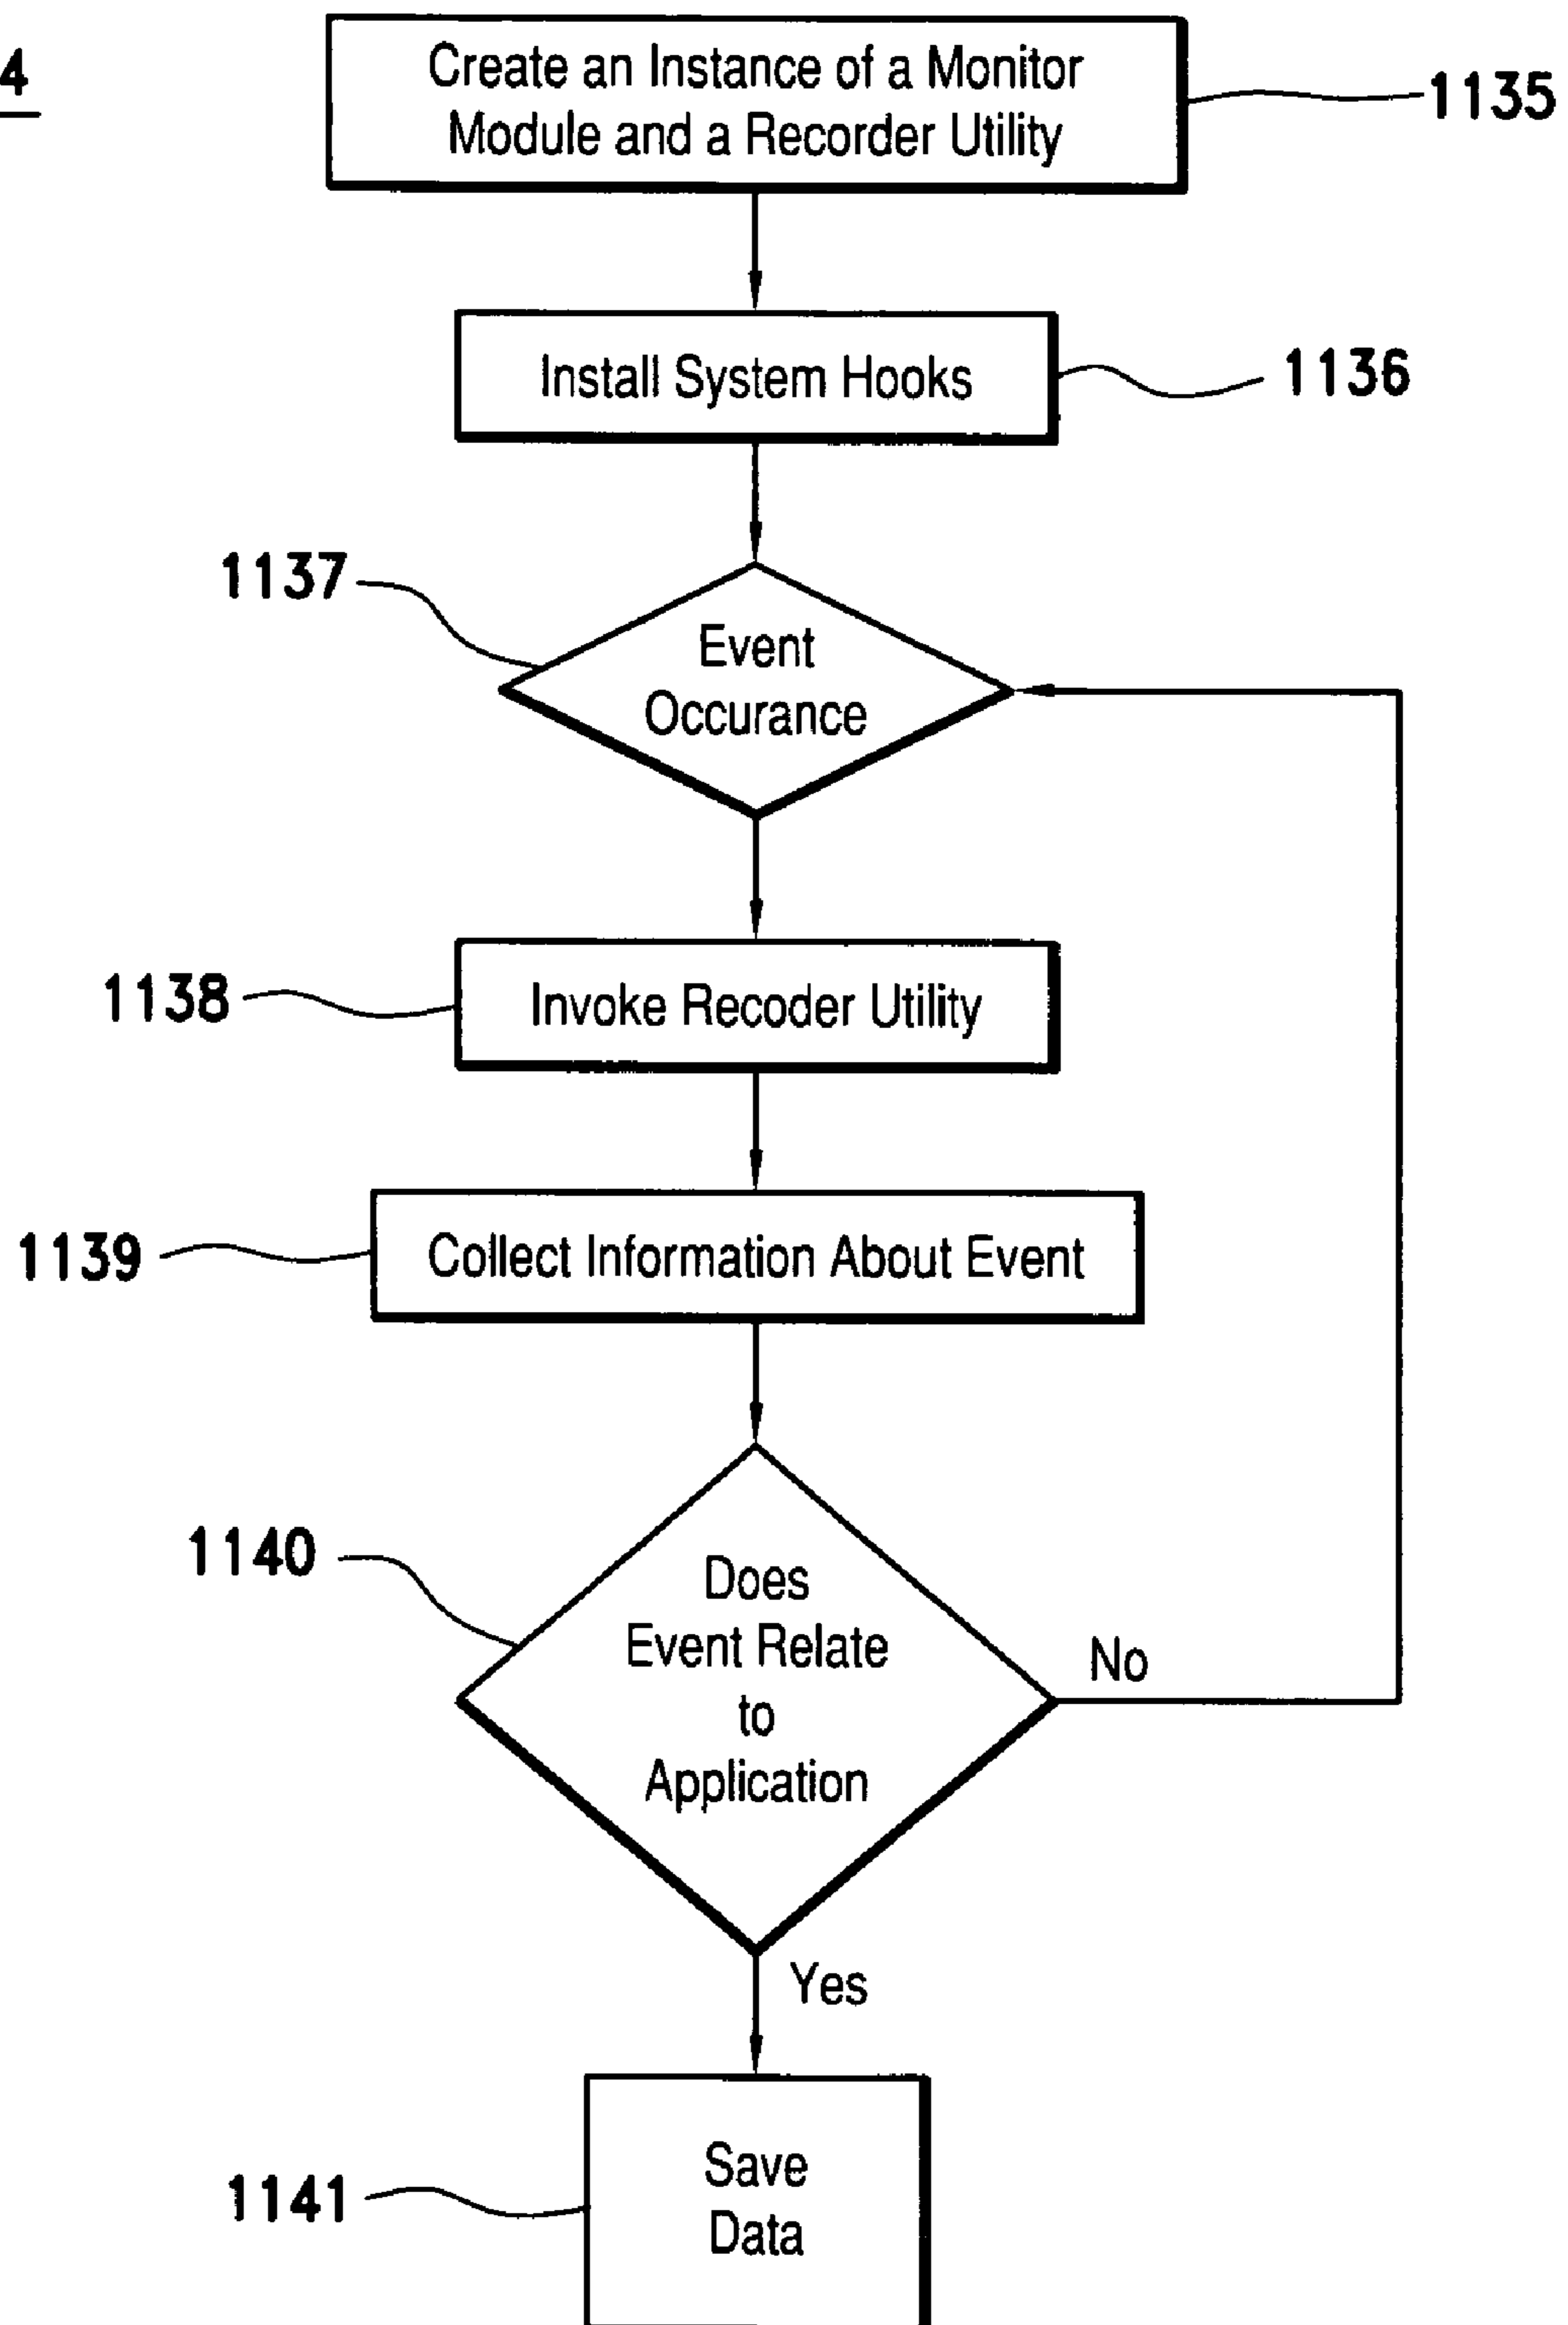 4
Create an Instance of a Monitor
Module and a Recorder Utility
1135
Install System Hooks
1136
1137
Event
Occurance
1138
Invoke Recoder Utility
1139
Collect Information About Event
1140
Does
Event Relate
to
Application
No
Yes
1141
Save
Data